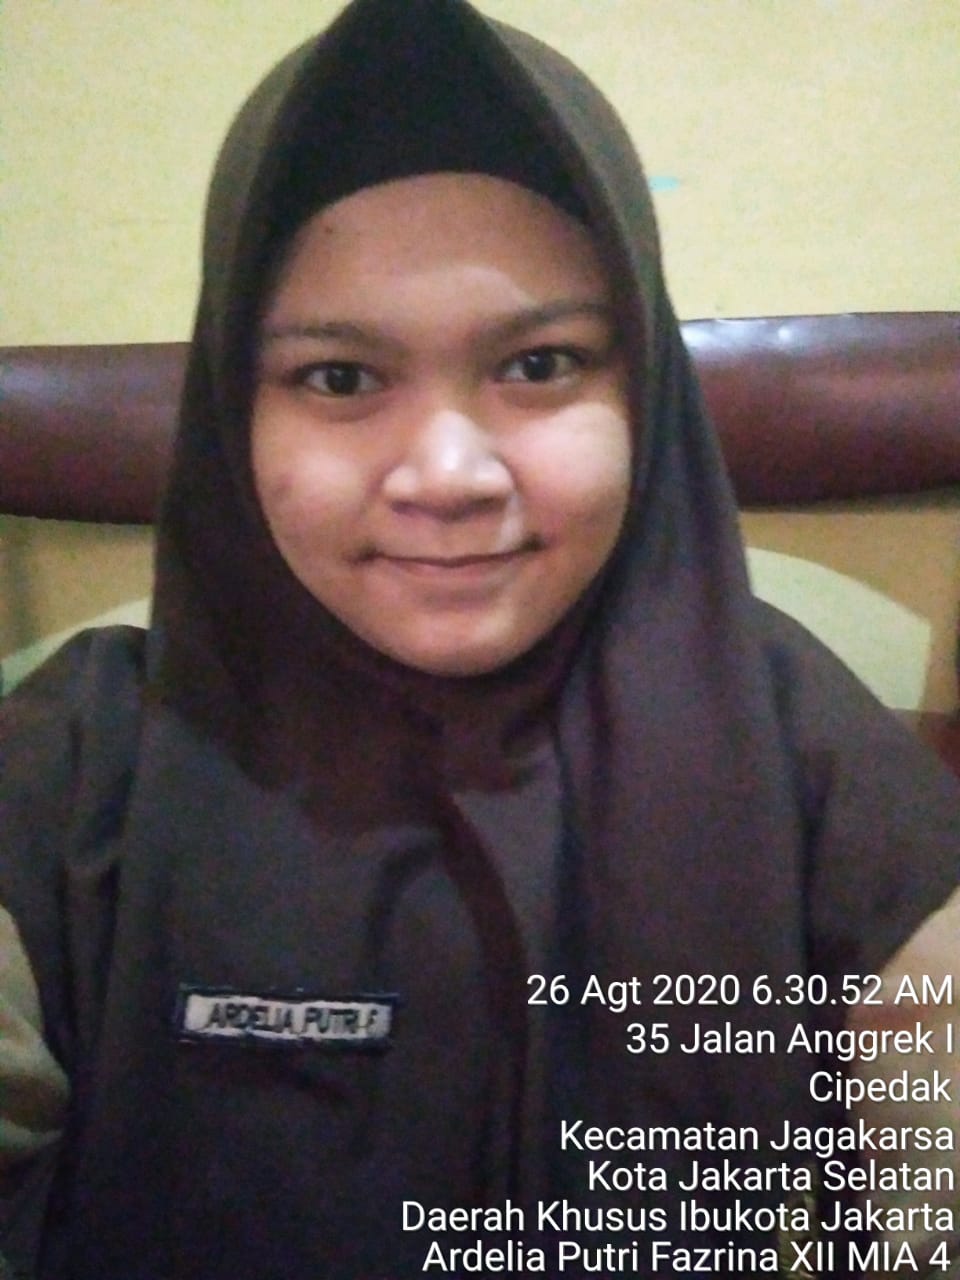 ARDELIA PUTRI F
26 Agt 2020 6.30.52 AM
35 Jalan Anggrek I
Cipedak
Kecamatan Jagakarsa
Kota Jakarta Selatan
Daerah Khusus Ibukota Jakarta
Ardelia Putri Fazrina XII MIA 4